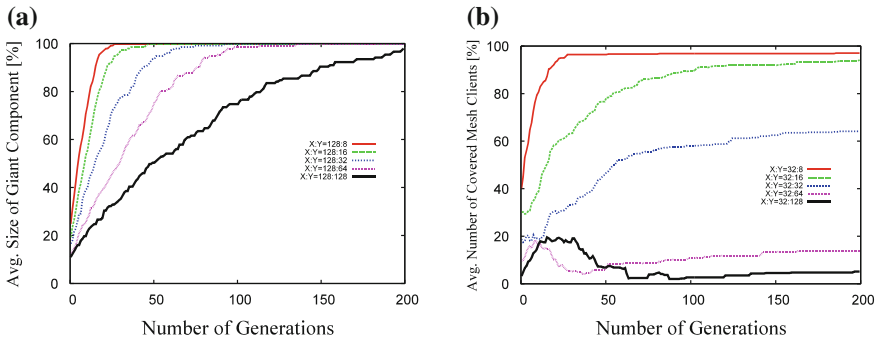 (a)
Avg. Size of Giant Component [%]
100
80
60
40
20
0
0 50 100 150 200
Number of Generations
X:Y=128:8
X:Y=128:16
X:Y=128:32
X:Y=128:64
X:Y=128:128
(b)
Avg. Number of Covered Mesh Clients [%]
100
80
60
40
20
0
0 50 100 150 200
Number of Generations
X:Y=32:8
X:Y=32:16
X:Y=32:32
X:Y=32:64
X:Y=32:128